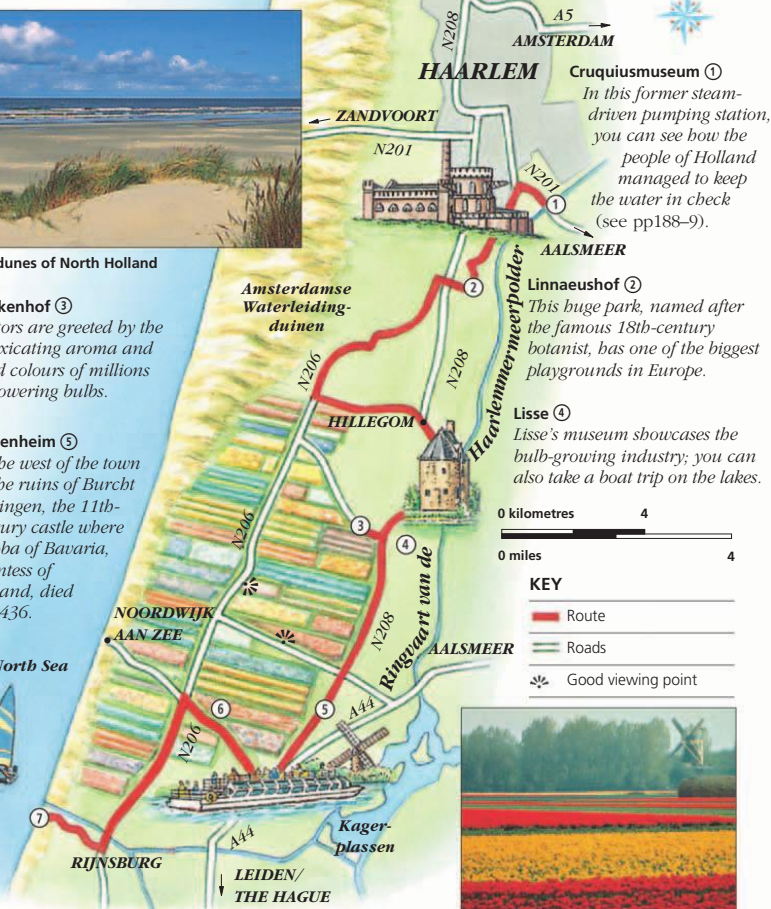 N208
A5
AMSTERDAM
HAARLEM
ZANDVOORT
N201
N201
1
AALSMEER
Cruquiusmuseum ①
In this former steam-
driven pumping station,
you can see how the
people of Holland
managed to keep
the water in check
(see pp188–9).
dunes of North Holland
kenhof ③
ors are greeted by the
xicating aroma and
d colours of millions
owering bulbs.
enheim ⑤
he west of the town
he ruins of Burcht
ingen, the 11th-
ury castle where
ba of Bavaria,
ntess of
and, died
436.
Amsterdamse
Waterleiding-
duinen
2
Haarlemmermeerpolder
Linnaeushof ②
This huge park, named after
the famous 18th-century
botanist, has one of the biggest
playgrounds in Europe.
N206
N208
HILLEGOM
Lisse ④
Lisse's museum showcases the
bulb-growing industry; you can
also take a boat trip on the lakes.
0 kilometres 4
0 miles 4
KEY
Route
Roads
Good viewing point
N206
3
4
Ringvaart van de
N208
NOORDWIJK
AAN ZEE
AALSMEER
North Sea
6
5
A44
N206
7
RIJNSBURG
A44
Kager-
plassen
LEIDEN/
THE HAGUE